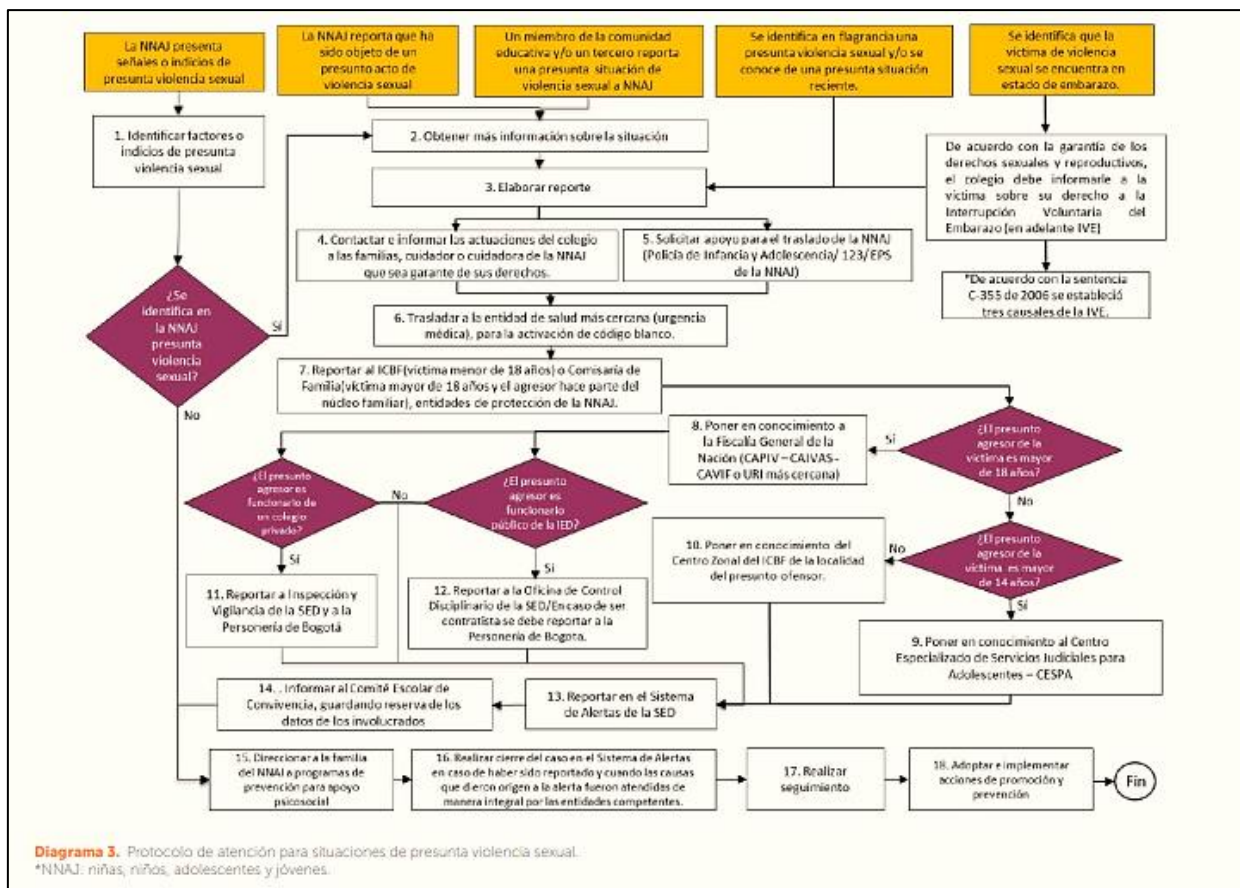 La NNAJ presenta
señales o indicios de
presunta violencia sexual
La NNAJ reporta que ha
sido objeto de un
presunto acto de
violencia sexual
Un miembro de la comunidad
educativa y/o un tercero reporta
una presunta situación de
violencia sexual a NNAJ
Se identifica en flagrancia una
presunta violencia sexual y/o se
conoce de una presunta situación
reciente.
Se identifica que la
víctima de violencia
sexual se encuentra en
estado de embarazo.
1. Identificar factores o
indicios de presunta
violencia sexual
2. Obtener más información sobre la situación
De acuerdo con la garantía de los
derechos sexuales y reproductivos,
el colegio debe informarle a la
víctima sobre su derecho a la
Interrupción Voluntaria del
Embarazo (en adelante IVE)
3. Elaborar reporte
4. Contactar e informar las actuaciones del colegio
a las familias, cuidador o cuidadora de la NNAJ
que sea garante de sus derechos.
5. Solicitar apoyo para el traslado de la NNAJ
(Policía de Infancia y Adolescencia/ 123/ EPS
de la NNAJ)
*De acuerdo con la sentencia
C-355 de 2006 se estableció
tres causales de la IVE.
¿Se
identifica en
la NNAJ
presunta
violencia
sexual?
Sí
No
6. Trasladar a la entidad de salud más cercana (urgencia
médica), para la activación de código blanco.
7. Reportar al ICBF(víctima menor de 18 años) o Comisaría de
Familia(víctima mayor de 18 años y el agresor hace parte del
núcleo familiar), entidades de protección de la NNAJ.
¿El presunto
agresor de la
víctima es mayor
de 18 años?
Sí
No
8. Poner en conocimiento a
la Fiscalía General de la
Nación (CAPIV – CAIVAS-
CAVIF o URI más cercana)
¿El presunto
agresor es
funcionario de
un colegio
privado?
No
Sí
¿El presunto
agresor es
funcionario
público de la IED?
Sí
10. Poner en conocimiento del
Centro Zonal del ICBF de la localidad
del presunto ofensor.
No
¿El presunto
agresor de la
víctima es mayor
de 14 años?
Sí
11. Reportar a Inspección y
Vigilancia de la SED y a la
Personería de Bogotá
12. Reportar a la Oficina de Control
Disciplinario de la SED/En caso de ser
contratista se debe reportar a la
Personería de Bogota.
9. Poner en conocimiento al Centro
Especializado de Servicios Judiciales para
Adolescentes – CESPA
14. . Informar al Comité Escolar de
Convivencia, guardando reserva de los
datos de los involucrados
13. Reportar en el Sistema
de Alertas de la SED
15. Direccionar a la familia
del NNAJ a programas de
prevención para apoyo
psicosocial
16. Realizar cierre del caso en el Sistema de Alertas
en caso de haber sido reportado y cuando las causas
que dieron origen a la alerta fueron atendidas de
manera integral por las entidades competentes.
17. Realizar
seguimiento
18. Adoptar e implementar
acciones de promoción y
prevención
Fin
Diagrama 3. Protocolo de atención para situaciones de presunta violencia sexual.
*NNAJ: niñas, niños, adolescentes y jóvenes.